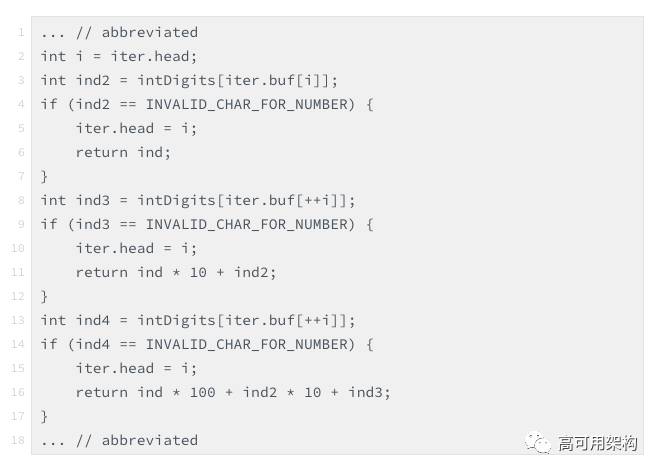 1 ... // abbreviated
2 int i = iter.head;
3 int ind2 = intDigits[iter.buf[i]];
4 if (ind2 == INVALID_CHAR_FOR_NUMBER) {
5     iter.head = i;
6     return ind;
7 }
8 int ind3 = intDigits[iter.buf[++i]];
9 if (ind3 == INVALID_CHAR_FOR_NUMBER) {
10     iter.head = i;
11     return ind * 10 + ind2;
12 }
13 int ind4 = intDigits[iter.buf[++i]];
14 if (ind4 == INVALID_CHAR_FOR_NUMBER) {
15     iter.head = i;
16     return ind * 100 + ind2 * 10 + ind3;
17 }
18 ... // abbreviated
高可用架构